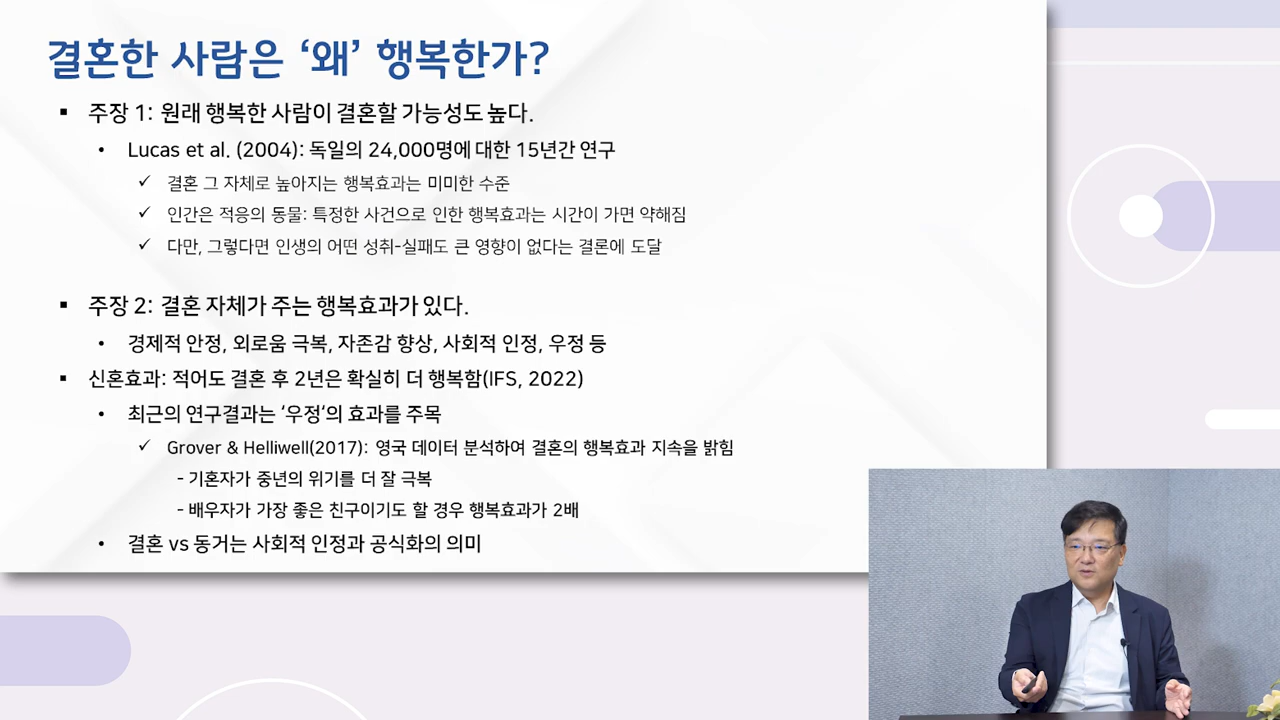 결혼한 사람은 ‘왜’ 행복한가?
▪ 주장 1: 원래 행복한 사람이 결혼할 가능성도 높다.
• Lucas et al. (2004): 독일의 24,000명에 대한 15년간 연구
✓ 결혼 그 자체로 높아지는 행복효과는 미미한 수준
✓ 인간은 적응의 동물: 특정한 사건으로 인한 행복효과는 시간이 가면 약해짐
✓ 다만, 그렇다면 인생의 어떤 성취-실패도 큰 영향이 없다는 결론에 도달
▪ 주장 2: 결혼 자체가 주는 행복효과가 있다.
• 경제적 안정, 외로움 극복, 자존감 향상, 사회적 인정, 우정 등
▪ 신혼효과: 적어도 결혼 후 2년은 확실히 더 행복함(IFS, 2022)
• 최근의 연구결과는 ‘우정‘의 효과를 주목
✓ Grover & Helliwell(2017): 영국 데이터 분석하여 결혼의 행복효과 지속을 밝힘
- 기혼자가 중년의 위기를 더 잘 극복
- 배우자가 가장 좋은 친구이기도 할 경우 행복효과가 2배
• 결혼 vs 동거는 사회적 인정과 공식화의 의미